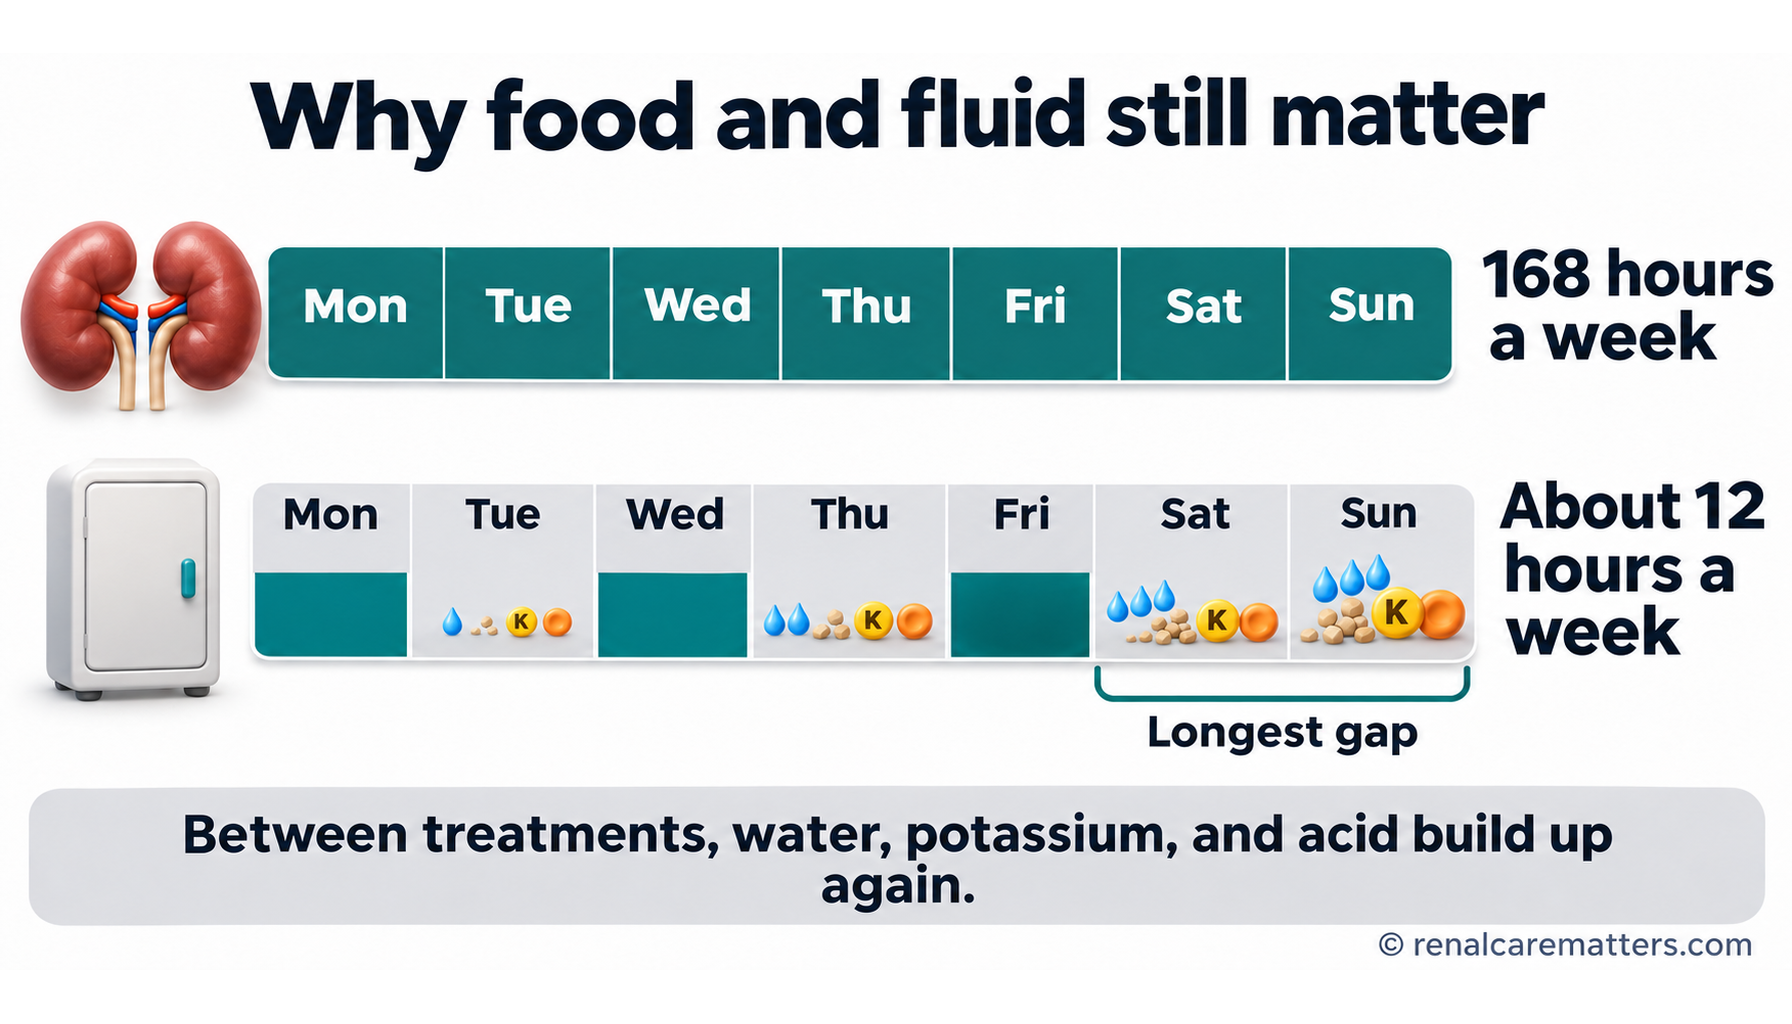 Why food and fluid still matter
Mon Tue Wed Thu Fri Sat Sun
168 hours
a week
Mon Tue Wed Thu Fri Sat Sun
K K K K
About 12
hours a
week
Longest gap
Between treatments, water, potassium, and acid build up
again.
© renalcarematters.com